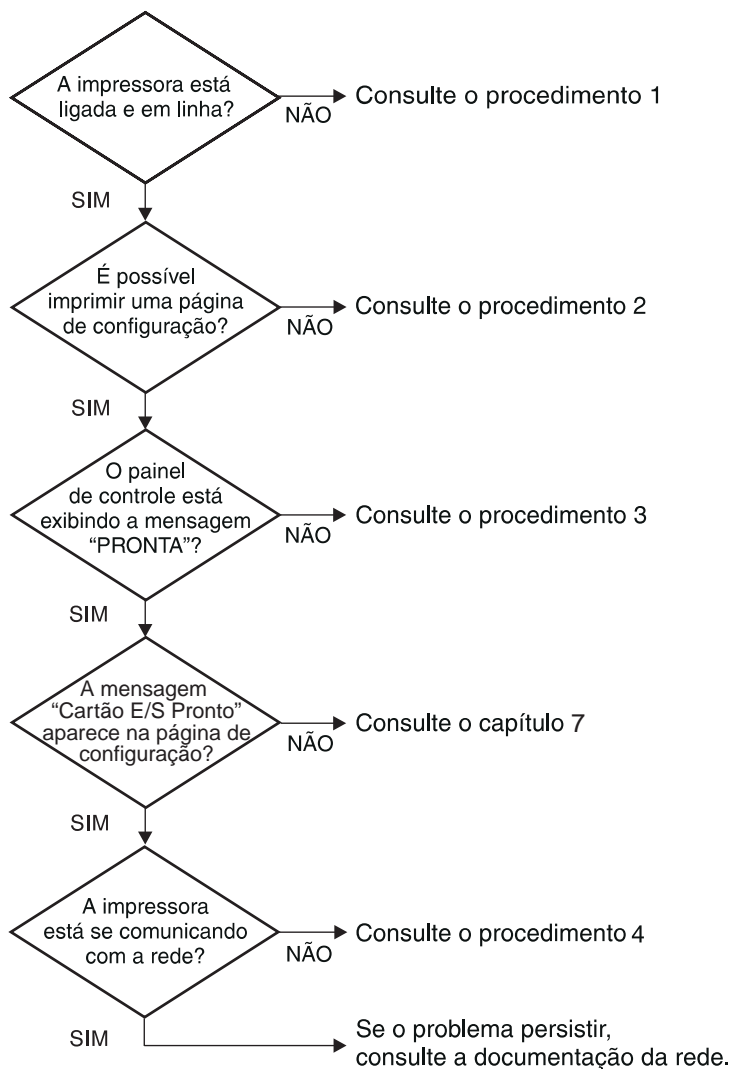 A impressora está
ligada e em linha?
NÃO
Consulte o procedimento 1
SIM
É possível
imprimir uma página
de configuração?
NÃO
Consulte o procedimento 2
SIM
O painel
de controle está
exibindo a mensagem
“PRONTA”?
NÃO
Consulte o procedimento 3
SIM
A mensagem
“Cartão E/S Pronto”
aparece na página de
configuração?
NÃO
Consulte o capítulo 7
SIM
A impressora
está se comunicando
com a rede?
NÃO
Consulte o procedimento 4
SIM
Se o problema persistir,
consulte a documentação da rede.